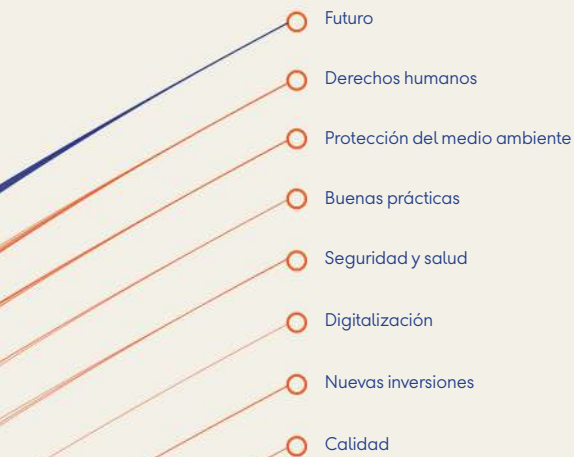 Futuro
Derechos humanos
Protección del medio ambiente
Buenas prácticas
Seguridad y salud
Digitalización
Nuevas inversiones
Calidad